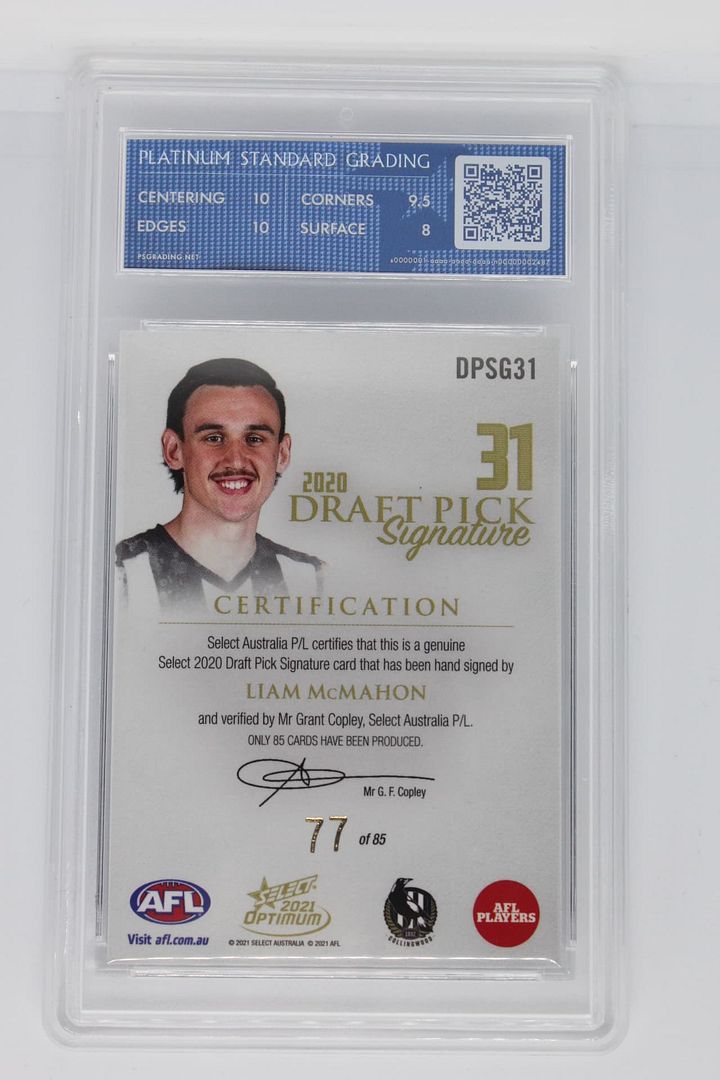 PLATINUM STANDARD GRADING
CENTERING 10 CORNERS 9.5
EDGES 10 SURFACE 8
PSGRADING.NET
DPSG31
31
2020
DRAFT PICK
Signature
CERTIFICATION
Select Australia P/L certifies that this is a genuine
Select 2020 Draft Pick Signature card that has been hand signed by
LIAM McMAHON
and verified by Mr Grant Copley, Select Australia P/L.
ONLY 85 CARDS HAVE BEEN PRODUCED.
Mr G. F. Copley
77 of 85
AFL
Visit afl.com.au
SELECT
2021
OPTIMUM
© 2021 SELECT AUSTRALIA © 2021 AFL
1892
COLLINGWOOD
AFL
PLAYERS